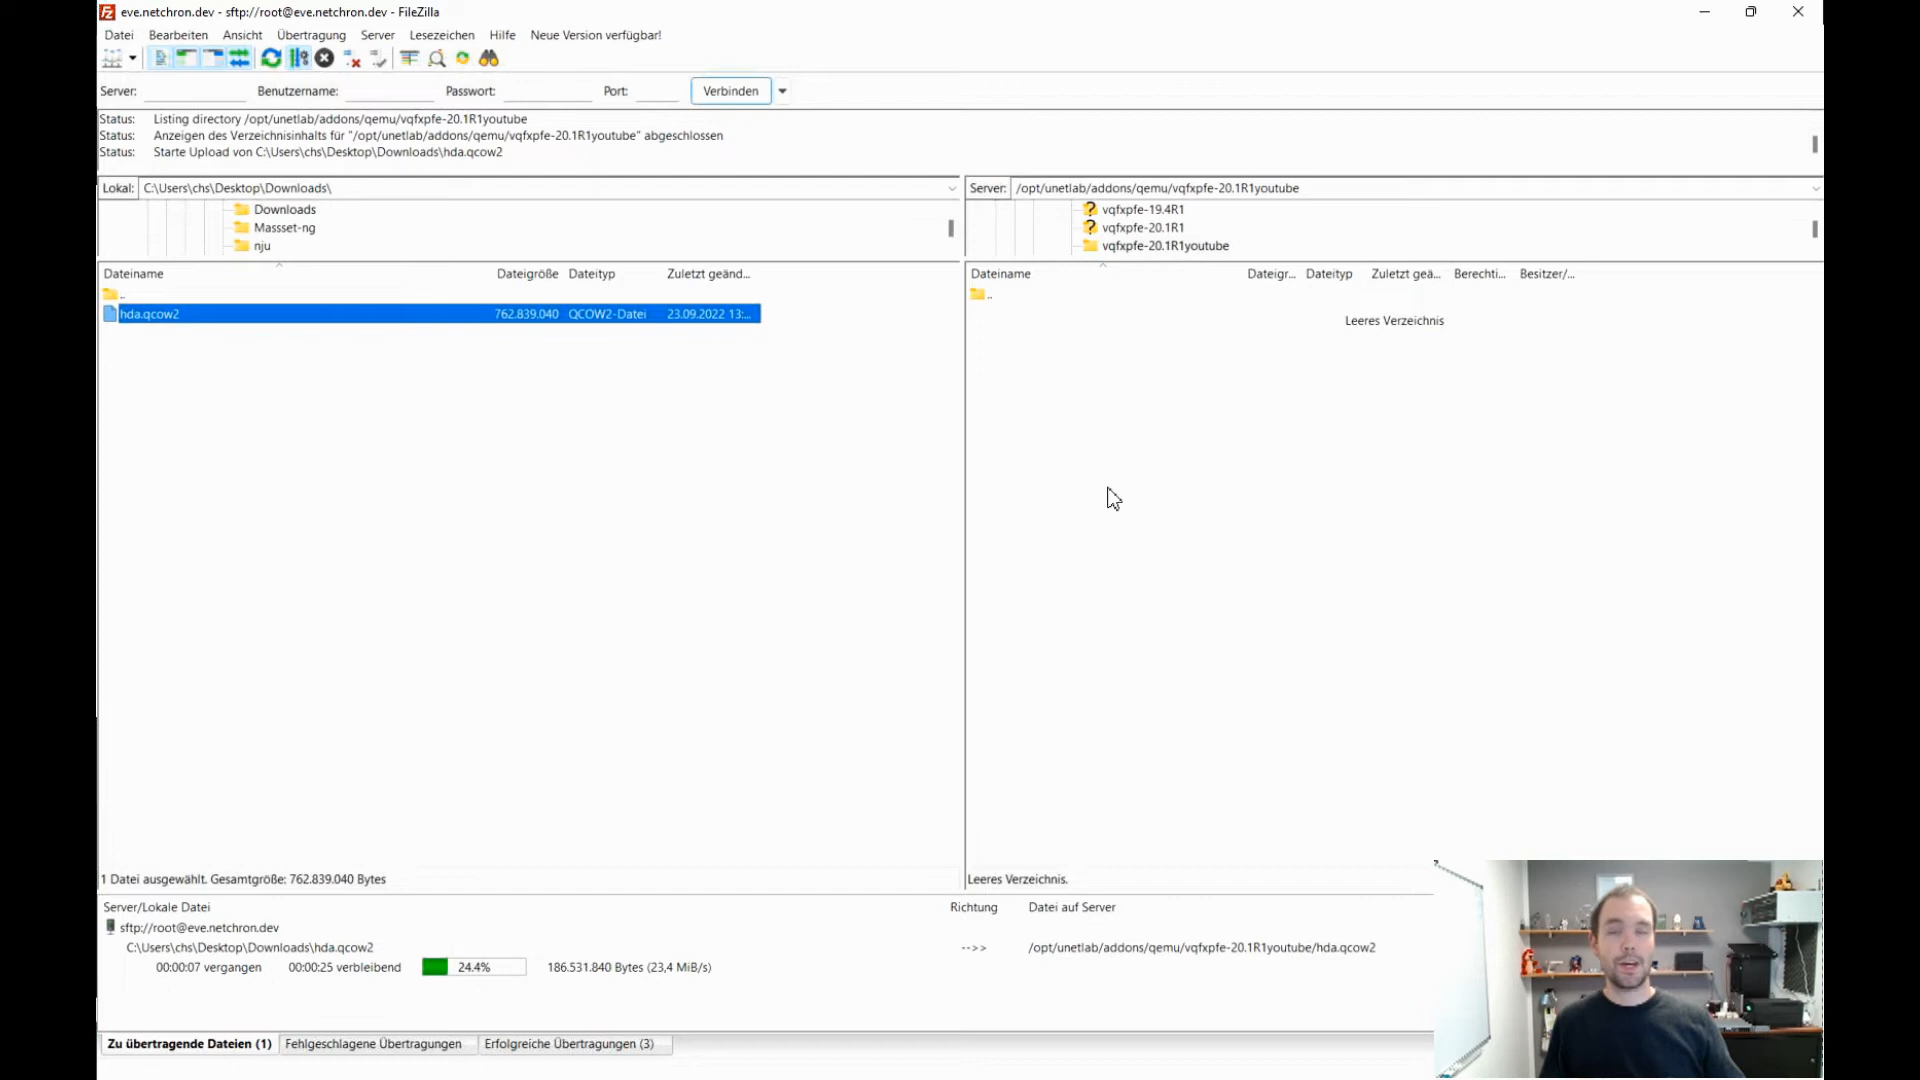 eve.netchron.dev - sftp://root@eve.netchron.dev - FileZilla
Datei Bearbeiten Ansicht Übertragung Server Lesezeichen Hilfe Neue Version verfügbar!
Server: Benutzername: Passwort: Port: Verbinden
Status: Listing directory /opt/unetlab/addons/qemu/vqfxpfe-20.1R1youtube
Status: Anzeigen des Verzeichnisinhalts für "/opt/unetlab/addons/qemu/vqfxpfe-20.1R1youtube" abgeschlossen
Status: Starte Upload von C:\Users\chs\Desktop\Downloads\hda.qcow2
Lokal: C:\Users\chs\Desktop\Downloads\
Downloads
Massset-ng
nju
Server: /opt/unetlab/addons/qemu/vqfxpfe-20.1R1youtube
vqfxpfe-19.4R1
vqfxpfe-20.1R1
vqfxpfe-20.1R1youtube
Dateiname Dateigröße Dateityp Zuletzt geänd...
..
hda.qcow2 762.839.040 QCOW2-Datei 23.09.2022 13:...
1 Datei ausgewählt. Gesamtgröße: 762.839.040 Bytes
Dateiname Dateigr... Dateityp Zuletzt geä... Berechti... Besitzer/...
..
Leeres Verzeichnis
Leeres Verzeichnis.
Server/Lokale Datei Richtung Datei auf Server
sftp://root@eve.netchron.dev
C:\Users\chs\Desktop\Downloads\hda.qcow2 -->> /opt/unetlab/addons/qemu/vqfxpfe-20.1R1youtube/hda.qcow2
00:00:07 vergangen 00:00:25 verbleibend 24.4% 186.531.840 Bytes (23,4 MiB/s)
Zu übertragende Dateien (1) Fehlgeschlagene Übertragungen Erfolgreiche Übertragungen (3)